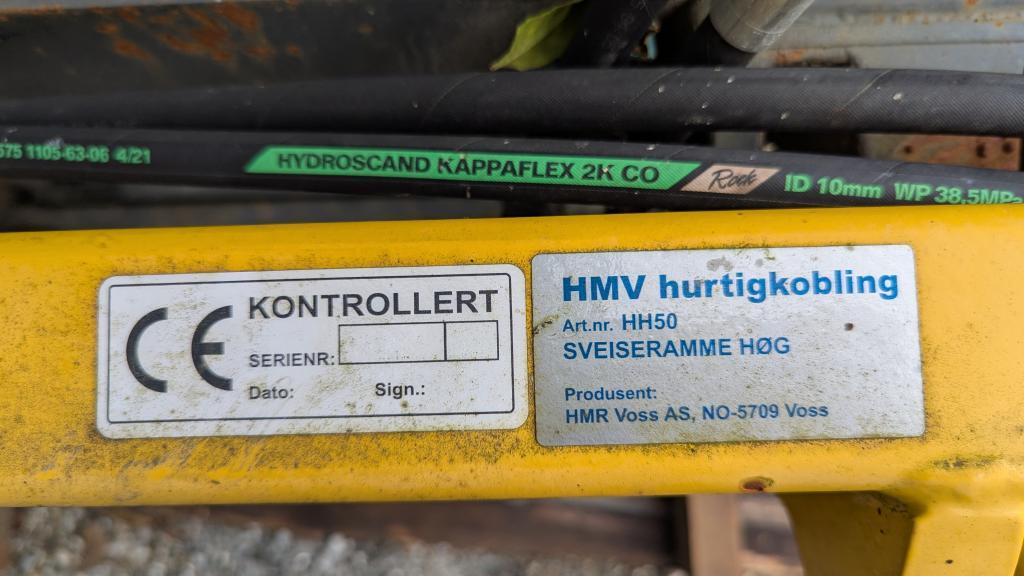 575 1105-63-06 4/21 HYDROSCAND KAPPAFLEX 2K CO Rock ID 10mm WP 38,5MPa
CE KONTROLLERT
SERIENR:
Dato: Sign.:
HMV hurtigkobling
Art.nr. HH50
SVEISERAMME HØG
Produsent:
HMR Voss AS, NO-5709 Voss